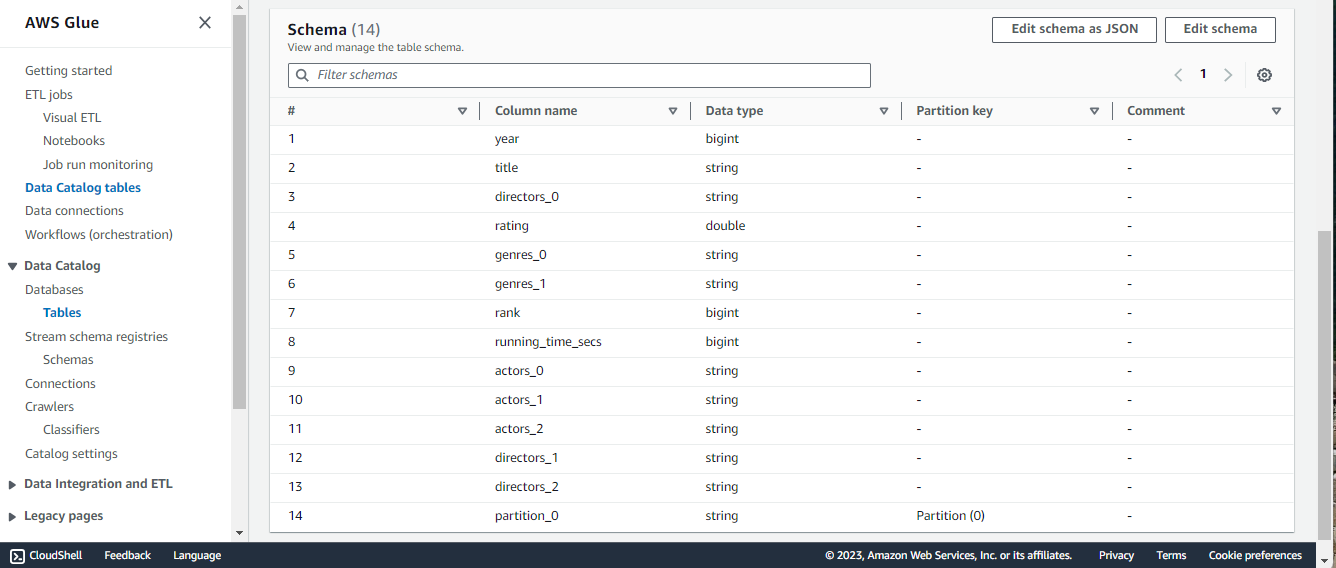 AWS Glue
Getting started
ETL jobs
Visual ETL
Notebooks
Job run monitoring
Data Catalog tables
Data connections
Workflows (orchestration)
Data Catalog
Databases
Tables
Stream schema registries
Schemas
Connections
Crawlers
Classifiers
Catalog settings
Data Integration and ETL
Legacy pages
Schema (14)
View and manage the table schema.
Edit schema as JSON
Edit schema
Filter schemas
1
# Column name Data type Partition key Comment
1 year bigint - -
2 title string - -
3 directors_0 string - -
4 rating double - -
5 genres_0 string - -
6 genres_1 string - -
7 rank bigint - -
8 running_time_secs bigint - -
9 actors_0 string - -
10 actors_1 string - -
11 actors_2 string - -
12 directors_1 string - -
13 directors_2 string - -
14 partition_0 string Partition (0) -
CloudShell Feedback Language © 2023, Amazon Web Services, Inc. or its affiliates. Privacy Terms Cookie preferences